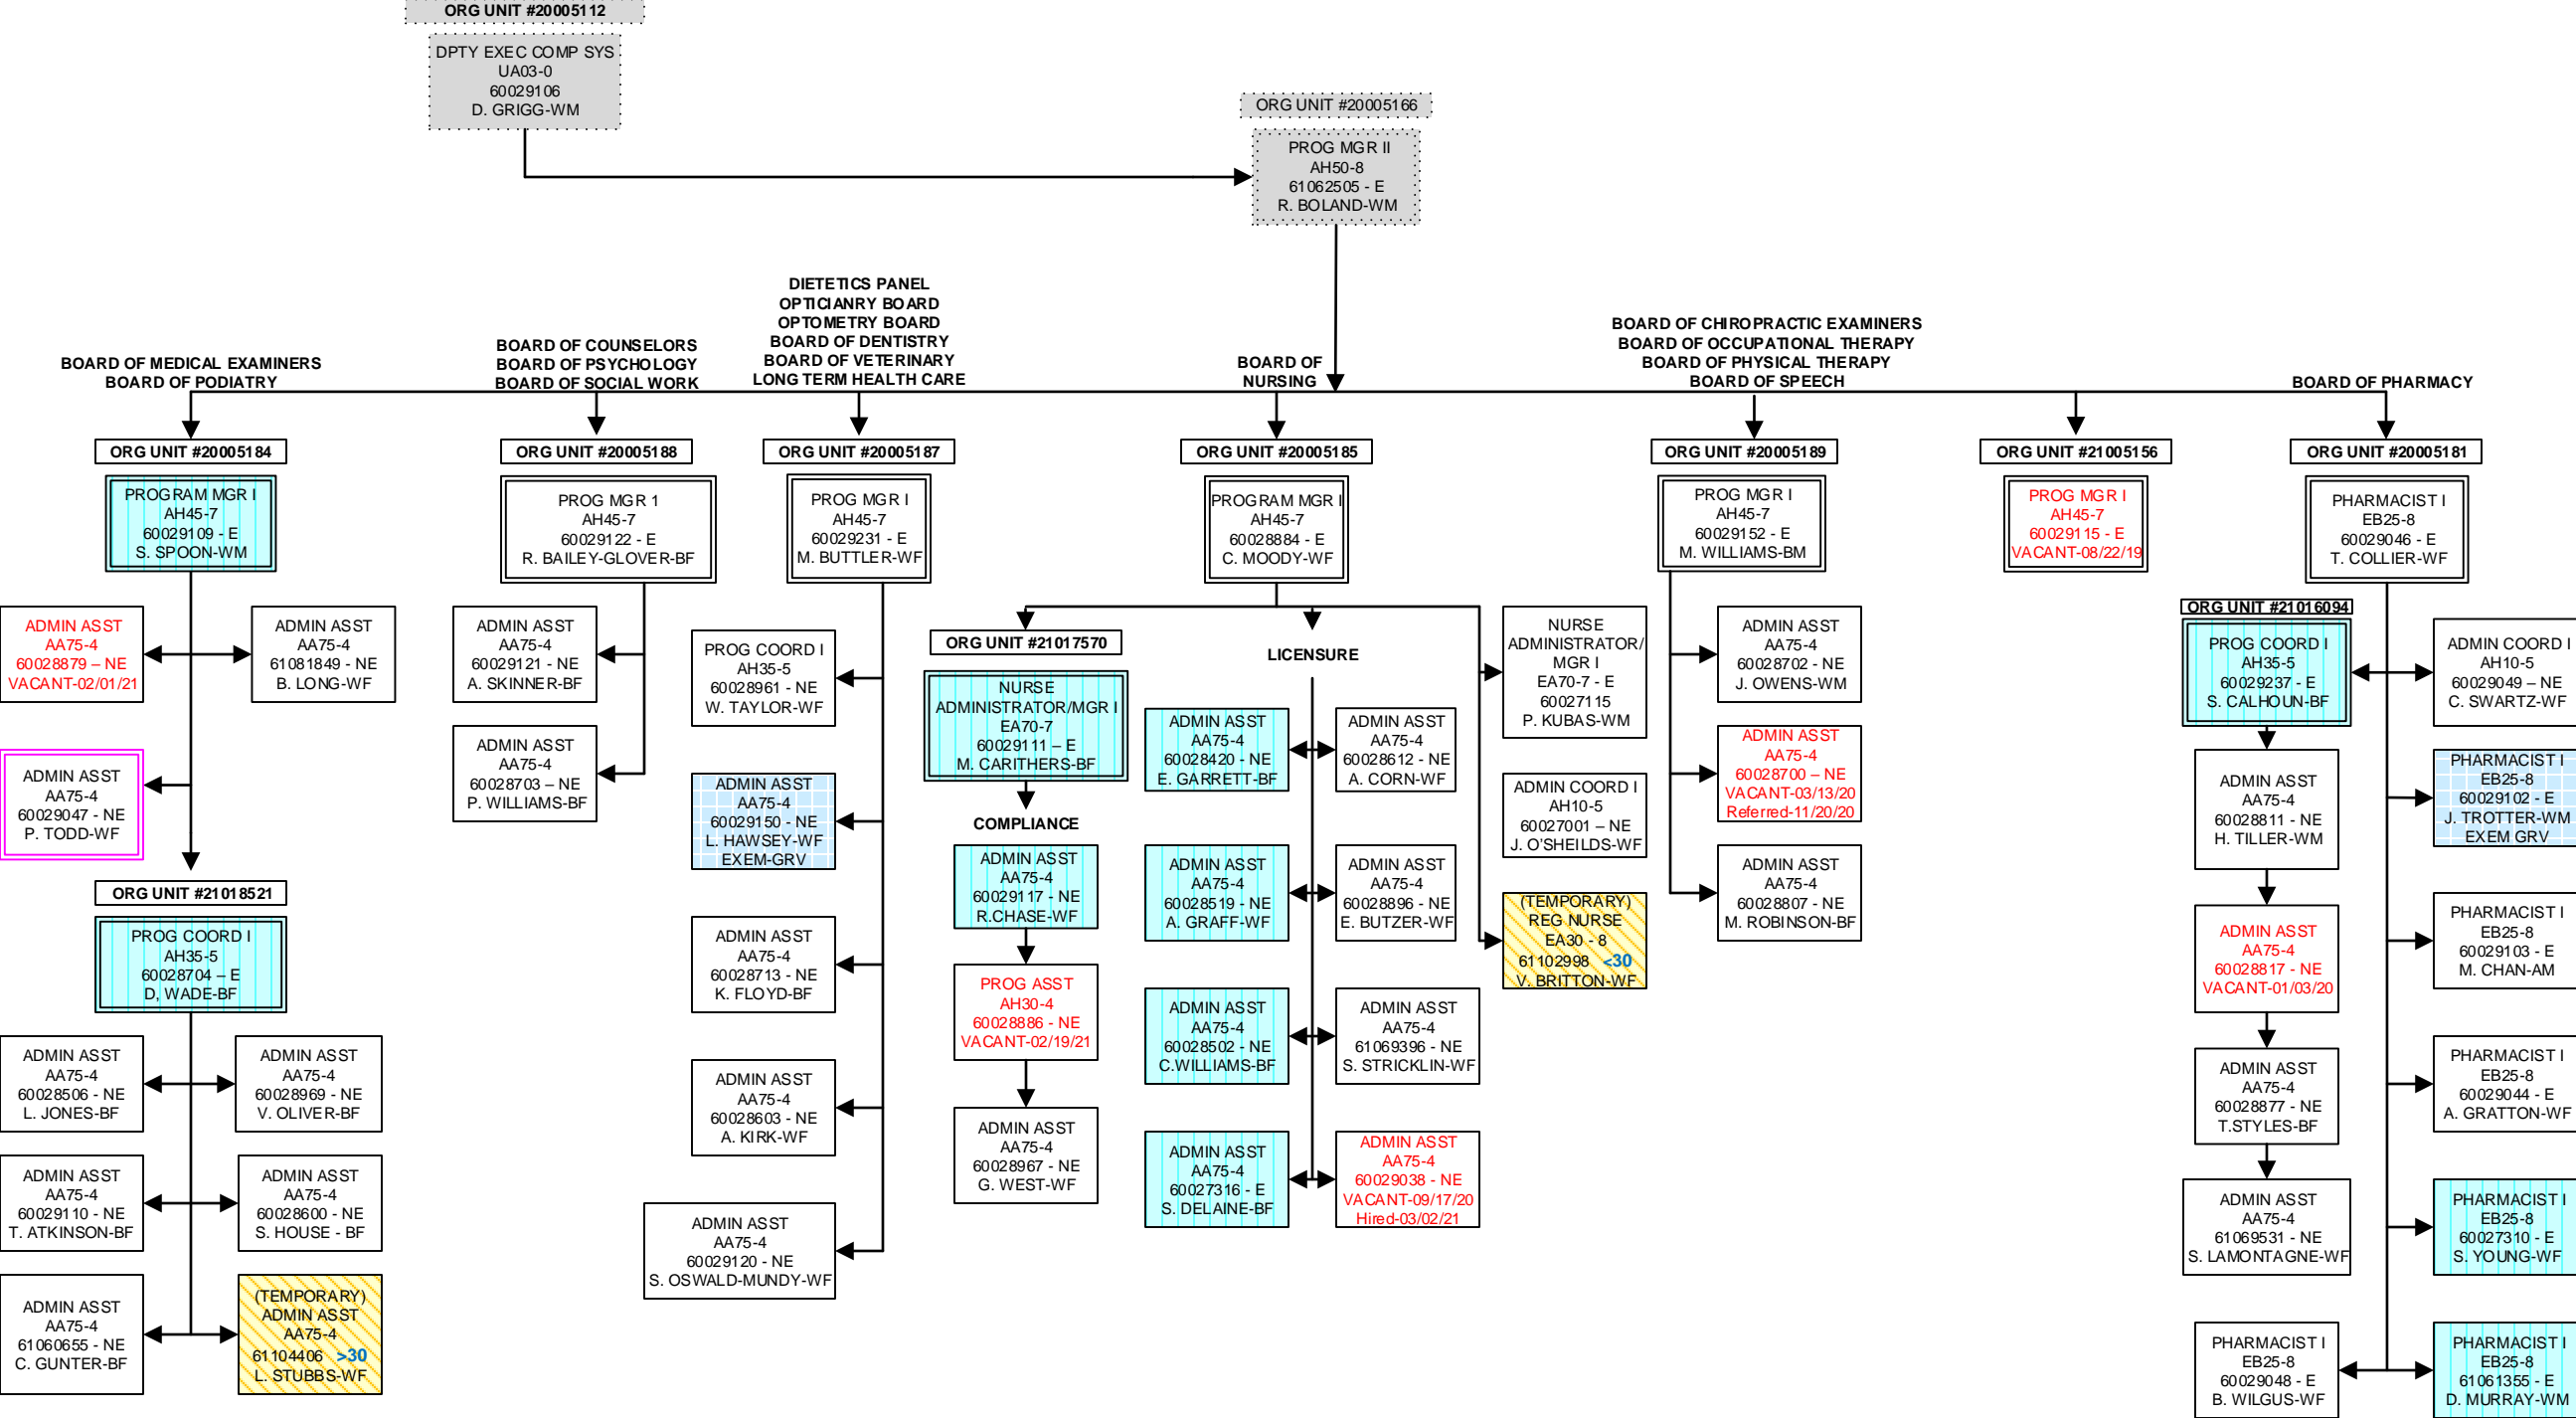 ORG UNIT #20005112
DPTY EXEC COMP SYS
UA03-0
60029106
D. GRIGG-WM
ORG UNIT #20005166
PROG MGR II
AH50-8
61062505 - E
R. BOLAND-WM
BOARD OF MEDICAL EXAMINERS
BOARD OF PODIATRY
ORG UNIT #20005184
PROGRAM MGR I
AH45-7
60029109 - E
S. SPOON-WM
ADMIN ASST
AA75-4
60028879 – NE
VACANT-02/01/21
ADMIN ASST
AA75-4
61081849 - NE
B. LONG-WF
ADMIN ASST
AA75-4
60029047 - NE
P. TODD-WF
ORG UNIT #21018521
PROG COORD I
AH35-5
60028704 – E
D, WADE-BF
ADMIN ASST
AA75-4
60028506 - NE
L. JONES-BF
ADMIN ASST
AA75-4
60028969 - NE
V. OLIVER-BF
ADMIN ASST
AA75-4
60029110 - NE
T. ATKINSON-BF
ADMIN ASST
AA75-4
60028600 - NE
S. HOUSE - BF
ADMIN ASST
AA75-4
61060655 - NE
C. GUNTER-BF
(TEMPORARY)
ADMIN ASST
AA75-4
61104406 >30
L. STUBBS-WF
BOARD OF COUNSELORS
BOARD OF PSYCHOLOGY
BOARD OF SOCIAL WORK
ORG UNIT #20005188
PROG MGR 1
AH45-7
60029122 - E
R. BAILEY-GLOVER-BF
ADMIN ASST
AA75-4
60029121 - NE
A. SKINNER-BF
ADMIN ASST
AA75-4
60028703 – NE
P. WILLIAMS-BF
DIETETICS PANEL
OPTICIANRY BOARD
OPTOMETRY BOARD
BOARD OF DENTISTRY
BOARD OF VETERINARY
LONG TERM HEALTH CARE
ORG UNIT #20005187
PROG MGR I
AH45-7
60029231 - E
M. BUTTLER-WF
PROG COORD I
AH35-5
60028961 - NE
W. TAYLOR-WF
ADMIN ASST
AA75-4
60029150 - NE
L. HAWSEY-WF
EXEM-GRV
ADMIN ASST
AA75-4
60028713 - NE
K. FLOYD-BF
ADMIN ASST
AA75-4
60028603 - NE
A. KIRK-WF
ADMIN ASST
AA75-4
60029120 - NE
S. OSWALD-MUNDY-WF
BOARD OF
NURSING
ORG UNIT #20005185
PROGRAM MGR I
AH45-7
60028884 - E
C. MOODY-WF
ORG UNIT #21017570
NURSE
ADMINISTRATOR/MGR I
EA70-7
60029111 – E
M. CARITHERS-BF
COMPLIANCE
ADMIN ASST
AA75-4
60029117 - NE
R.CHASE-WF
PROG ASST
AH30-4
60028886 - NE
VACANT-02/19/21
ADMIN ASST
AA75-4
60028967 - NE
G. WEST-WF
LICENSURE
ADMIN ASST
AA75-4
60028420 - NE
E. GARRETT-BF
ADMIN ASST
AA75-4
60028612 - NE
A. CORN-WF
ADMIN ASST
AA75-4
60028519 - NE
A. GRAFF-WF
ADMIN ASST
AA75-4
60028896 - NE
E. BUTZER-WF
ADMIN ASST
AA75-4
60028502 - NE
C.WILLIAMS-BF
ADMIN ASST
AA75-4
61069396 - NE
S. STRICKLIN-WF
ADMIN ASST
AA75-4
60027316 - E
S. DELAINE-BF
ADMIN ASST
AA75-4
60029038 - NE
VACANT-09/17/20
Hired-03/02/21
NURSE
ADMINISTRATOR/
MGR I
EA70-7 - E
60027115
P. KUBAS-WM
ADMIN COORD I
AH10-5
60027001 – NE
J. O'SHEILDS-WF
(TEMPORARY)
REG NURSE
EA30 - 8
61102998 <30
V. BRITTON-WF
BOARD OF CHIROPRACTIC EXAMINERS
BOARD OF OCCUPATIONAL THERAPY
BOARD OF PHYSICAL THERAPY
BOARD OF SPEECH
ORG UNIT #20005189
PROG MGR I
AH45-7
60029152 - E
M. WILLIAMS-BM
ADMIN ASST
AA75-4
60028702 - NE
J. OWENS-WM
ADMIN ASST
AA75-4
60028700 – NE
VACANT-03/13/20
Referred-11/20/20
ADMIN ASST
AA75-4
60028807 - NE
M. ROBINSON-BF
ORG UNIT #21005156
PROG MGR I
AH45-7
60029115 - E
VACANT-08/22/19
BOARD OF PHARMACY
ORG UNIT #20005181
PHARMACIST I
EB25-8
60029046 - E
T. COLLIER-WF
ORG UNIT #21016094
PROG COORD I
AH35-5
60029237 - E
S. CALHOUN-BF
ADMIN COORD I
AH10-5
60029049 – NE
C. SWARTZ-WF
ADMIN ASST
AA75-4
60028811 - NE
H. TILLER-WM
PHARMACIST I
EB25-8
60029102 - E
J. TROTTER-WM
EXEM GRV
ADMIN ASST
AA75-4
60028817 - NE
VACANT-01/03/20
PHARMACIST I
EB25-8
60029103 - E
M. CHAN-AM
ADMIN ASST
AA75-4
60028877 - NE
T.STYLES-BF
PHARMACIST I
EB25-8
60029044 - E
A. GRATTON-WF
ADMIN ASST
AA75-4
61069531 - NE
S. LAMONTAGNE-WF
PHARMACIST I
EB25-8
60027310 - E
S. YOUNG-WF
PHARMACIST I
EB25-8
60029048 - E
B. WILGUS-WF
PHARMACIST I
EB25-8
61061355 - E
D. MURRAY-WM